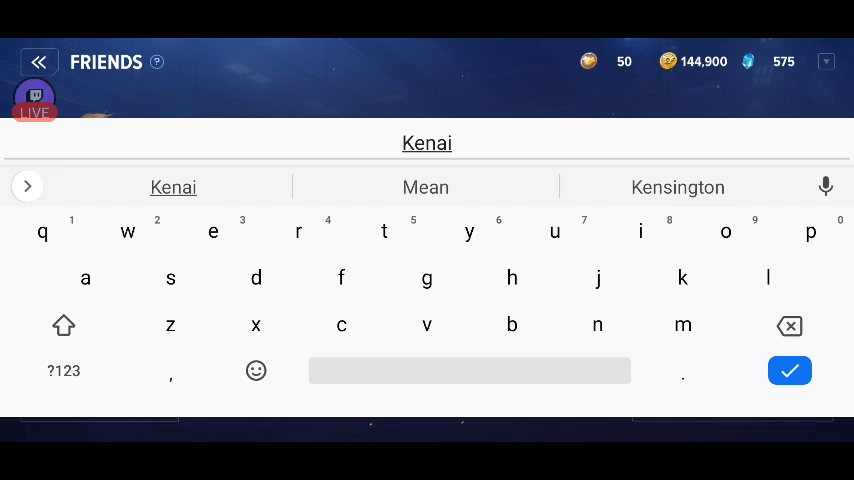 FRIENDS ? 50 144,900 575
LIVE
Kenai
Kenai Mean Kensington
q 1 w 2 e 3 r 4 t 5 y 6 u 7 i 8 o 9 p 0
a s d f g h j k l
z x c v b n m
?123 , .